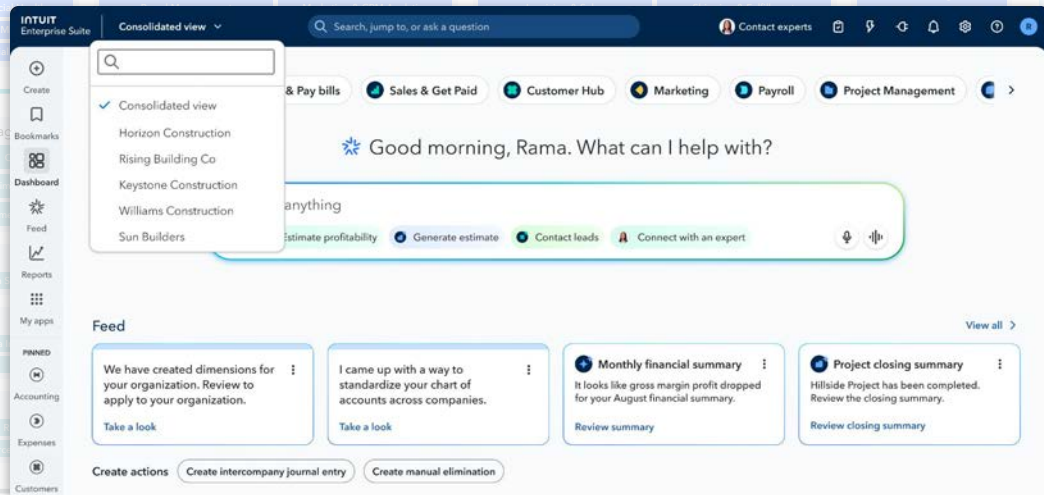 INTUIT
Enterprise Suite
Consolidated view
Search, jump to, or ask a question
Contact experts
R
Create
Bookmarks
Dashboard
Feed
Reports
My apps
PINNED
Accounting
Expenses
Customers
Consolidated view
Horizon Construction
Rising Building Co
Keystone Construction
Williams Construction
Sun Builders
& Pay bills
Sales & Get Paid
Customer Hub
Marketing
Payroll
Project Management
Good morning, Rama. What can I help with?
anything
Estimate profitability
Generate estimate
Contact leads
Connect with an expert
Feed
View all
We have created dimensions for
your organization. Review to
apply to your organization.
Take a look
I came up with a way to
standardize your chart of
accounts across companies.
Take a look
Monthly financial summary
It looks like gross margin profit dropped
for your August financial summary.
Review summary
Project closing summary
Hillside Project has been completed.
Review the closing summary.
Review closing summary
Create actions
Create intercompany journal entry
Create manual elimination